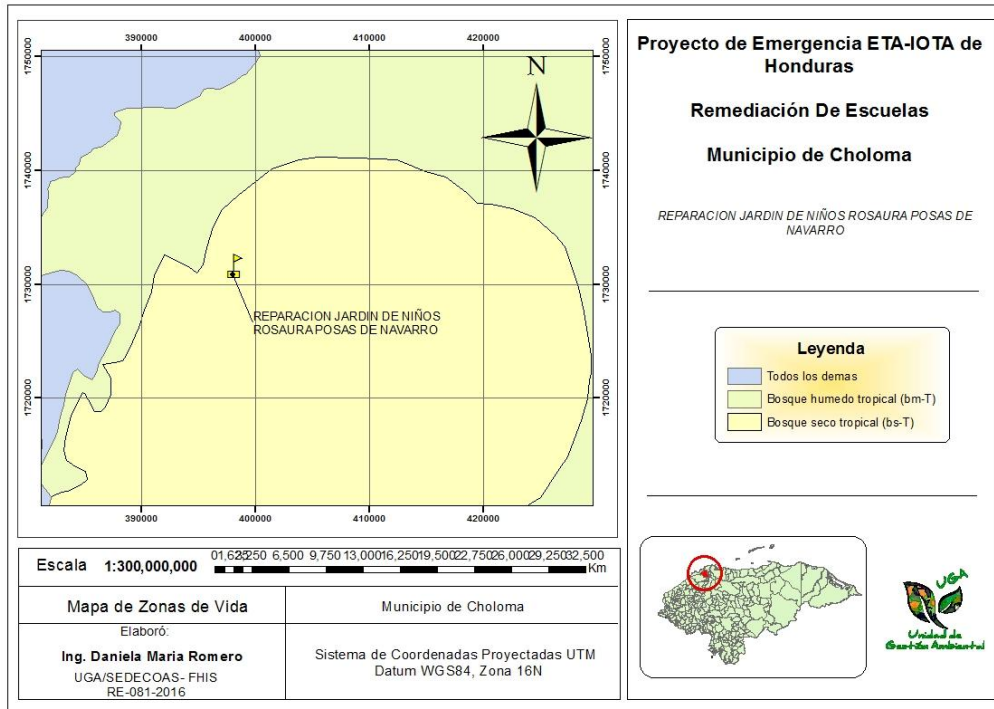 390000 400000 410000 420000
1760000
1740000
1730000
1720000
N
REPARACION JARDIN DE NIÑOS
ROSAURA POSAS DE NAVARRO
1750000
1740000
1730000
1720000
390000 400000 410000 420000
Proyecto de Emergencia ETA-IOTA de
Honduras
Remediación De Escuelas
Municipio de Choloma
REPARACION JARDIN DE NIÑOS ROSAURA POSAS DE
NAVARRO
Leyenda
Todos los demas
Bosque humedo tropical (bm-T)
Bosque seco tropical (bs-T)
Escala 1:300,000,000
6,500 9,750 13,000 16,250 19,500 22,750 26,000 29,250 32,500
Km
Mapa de Zonas de Vida
Municipio de Choloma
Elaboró:
Ing. Daniela Maria Romero
UGA/SEDECOAS- FHIS
RE-081-2016
Sistema de Coordenadas Proyectadas UTM
Datum WGS84, Zona 16N
UGA
Unidad de
Gestión Ambiental